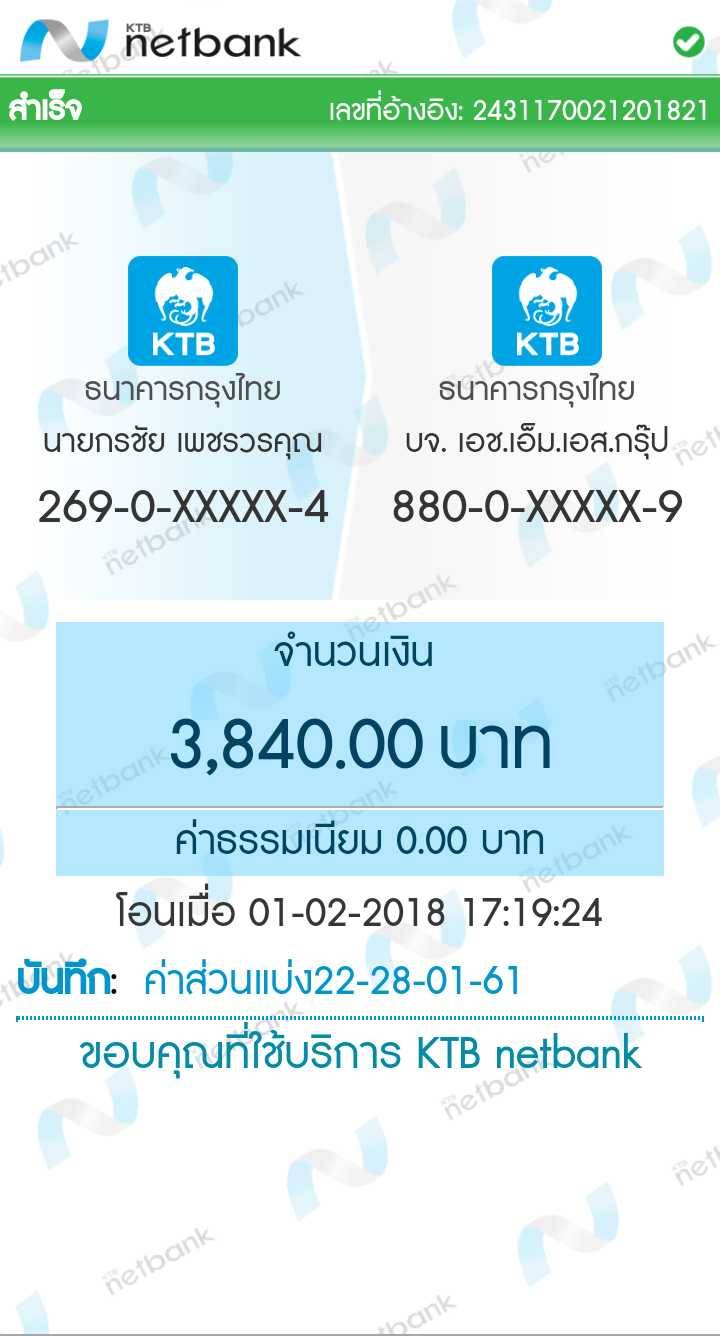 KTB
netbank
สำเร็จ เลขที่อ้างอิง: 2431170021201821
KTB KTB
ธนาคารกรุงไทย ธนาคารกรุงไทย
นายกรชัย เพชรวรคุณ บจ. เอช.เอ็ม.เอส.กรุ๊ป
269-0-XXXXX-4 880-0-XXXXX-9
จำนวนเงิน
3,840.00 บาท
ค่าธรรมเนียม 0.00 บาท
โอนเมื่อ 01-02-2018 17:19:24
บันทึก: ค่าส่วนแบ่ง22-28-01-61
ขอบคุณที่ใช้บริการ KTB netbank